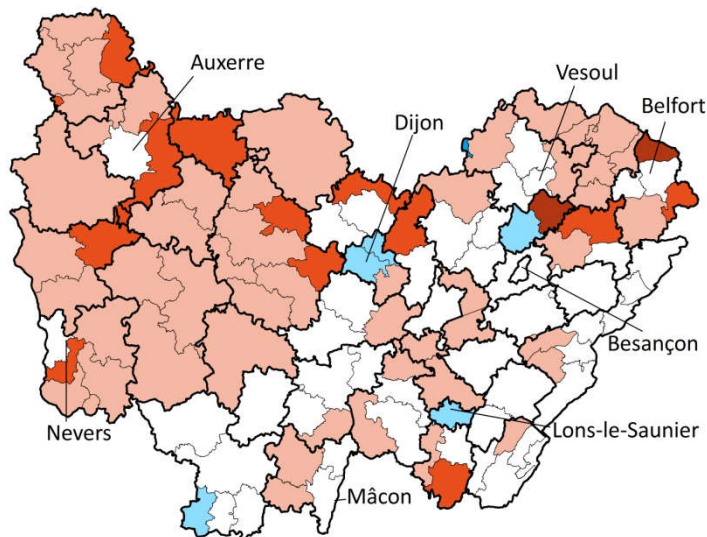 Auxerre
Vesoul
Belfort
Dijon
Besançon
Nevers
Lons-le-Saunier
Mâcon